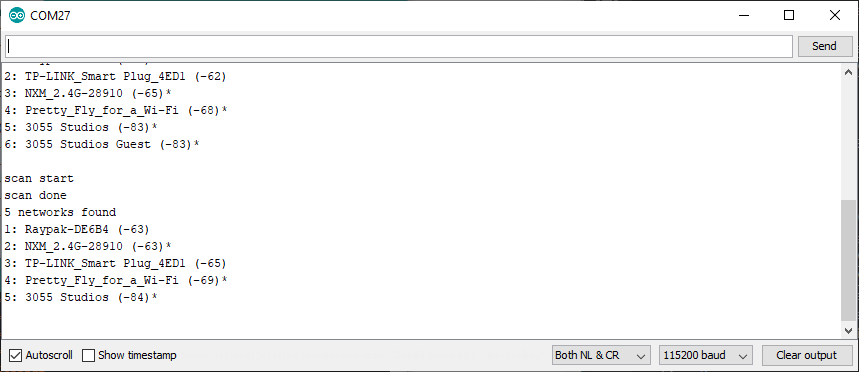 COM27
Send
2: TP-LINK_Smart Plug_4ED1 (-62)
3: NXM_2.4G-28910 (-65)*
4: Pretty_Fly_for_a_Wi-Fi (-68)*
5: 3055 Studios (-83)*
6: 3055 Studios Guest (-83)*
scan start
scan done
5 networks found
1: Raypak-DE6B4 (-63)
2: NXM_2.4G-28910 (-63)*
3: TP-LINK_Smart Plug_4ED1 (-65)
4: Pretty_Fly_for_a_Wi-Fi (-69)*
5: 3055 Studios (-84)*
Autoscroll Show timestamp Both NL & CR 115200 baud Clear output